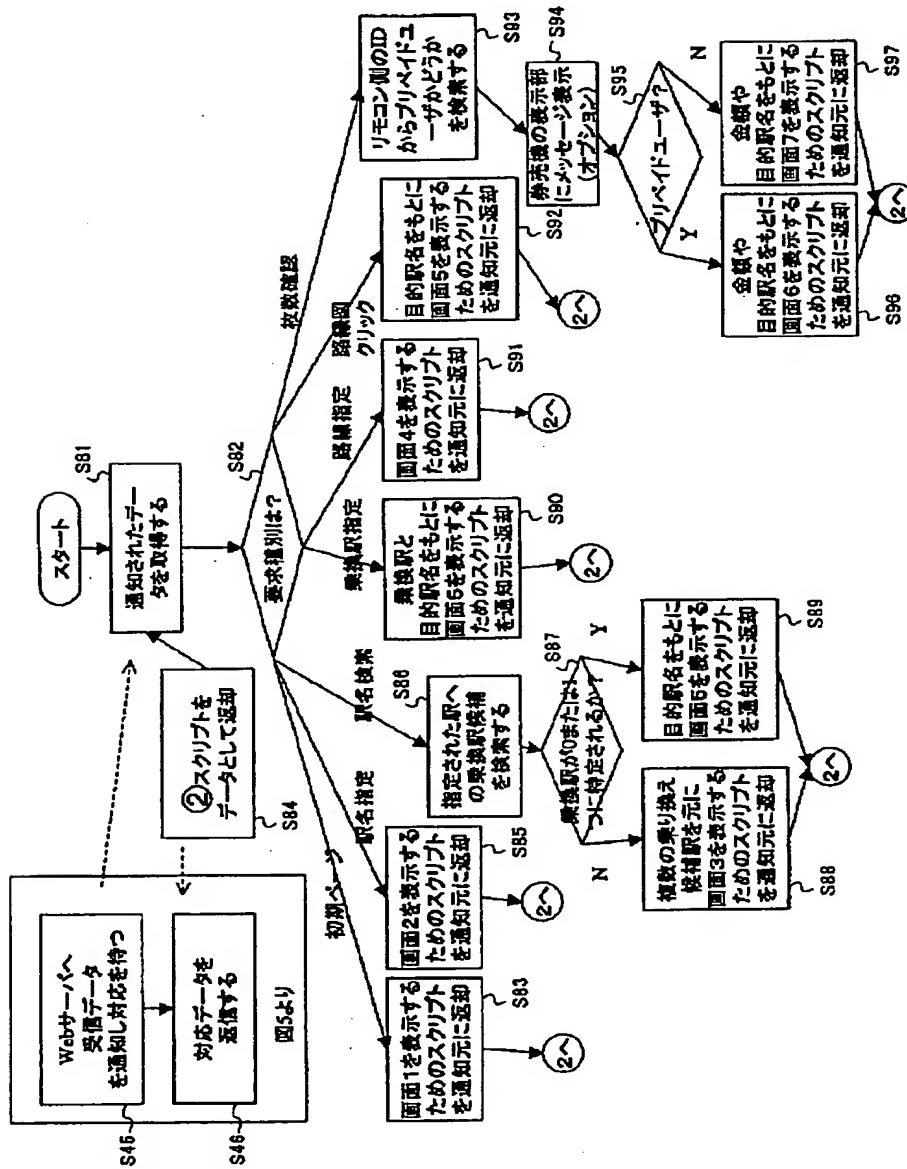 スタート
S81
通知されたデー
タを取得する
S82
要求種別は?
Webサーバへ
受信データ
を通知し対応を待つ
S45
対応データを
返信する
S46
図5より
②スクリプトを
データとして返却
S84
初期ページ
画面1を表示する
ためのスクリプト
を通知元に返却
S83
2へ
駅名指定
画面2を表示する
ためのスクリプト
を通知元に返却
S85
2へ
駅名検索
S86
指定された駅へ
の乗換駅候補
を検索する
S87
乗換駅が0または1
つに特定されるか?
N
Y
複数の乗り換え
候補駅を元に
画面3を表示する
ためのスクリプト
を通知元に返却
S88
目的駅名をもとに
画面5を表示する
ためのスクリプト
を通知元に返却
S89
2へ
乗換駅指定
乗換駅と
目的駅名をもとに
画面5を表示する
ためのスクリプト
を通知元に返却
S90
2へ
路線指定
画面4を表示する
ためのスクリプト
を通知元に返却
S91
2へ
路線図
クリック
目的駅名をもとに
画面5を表示する
ためのスクリプト
を通知元に返却
S92
2へ
枚数確認
リモコン側のID
からプリペイドユ
ーザかどうか
を検索する
S93
券売機の表示部
にメッセージ表示
(オプション)
S94
S95
プリペイドユーザ?
Y
N
金額や
目的駅名をもとに
画面6を表示する
ためのスクリプト
を通知元に返却
S96
金額や
目的駅名をもとに
画面7を表示する
ためのスクリプト
を通知元に返却
S97
2へ